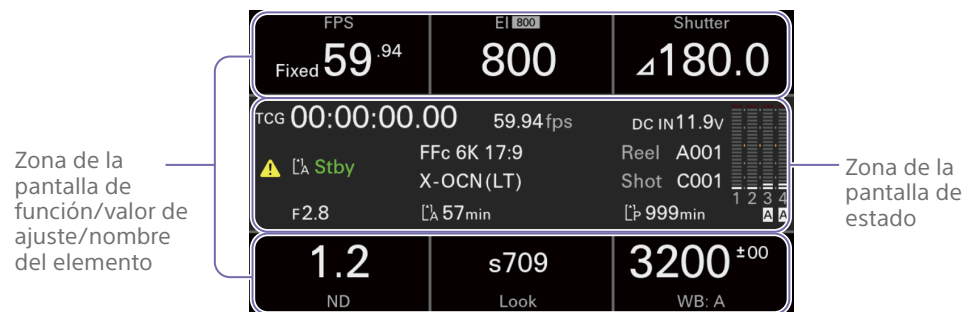 FPS EI 800 Shutter
Fixed 59 .94 800 ⊿180.0
TCG 00:00:00.00 59.94 fps DC IN 11.9V
A Stby FFc 6K 17:9 Reel A001
X-OCN(LT) Shot C001
1 2 3 4
F2.8 A 57min P 999min A A
1.2 s709 3200 ±00
ND Look WB: A
Zona de la
pantalla de
función/valor de
ajuste/nombre
del elemento
Zona de la
pantalla de
estado